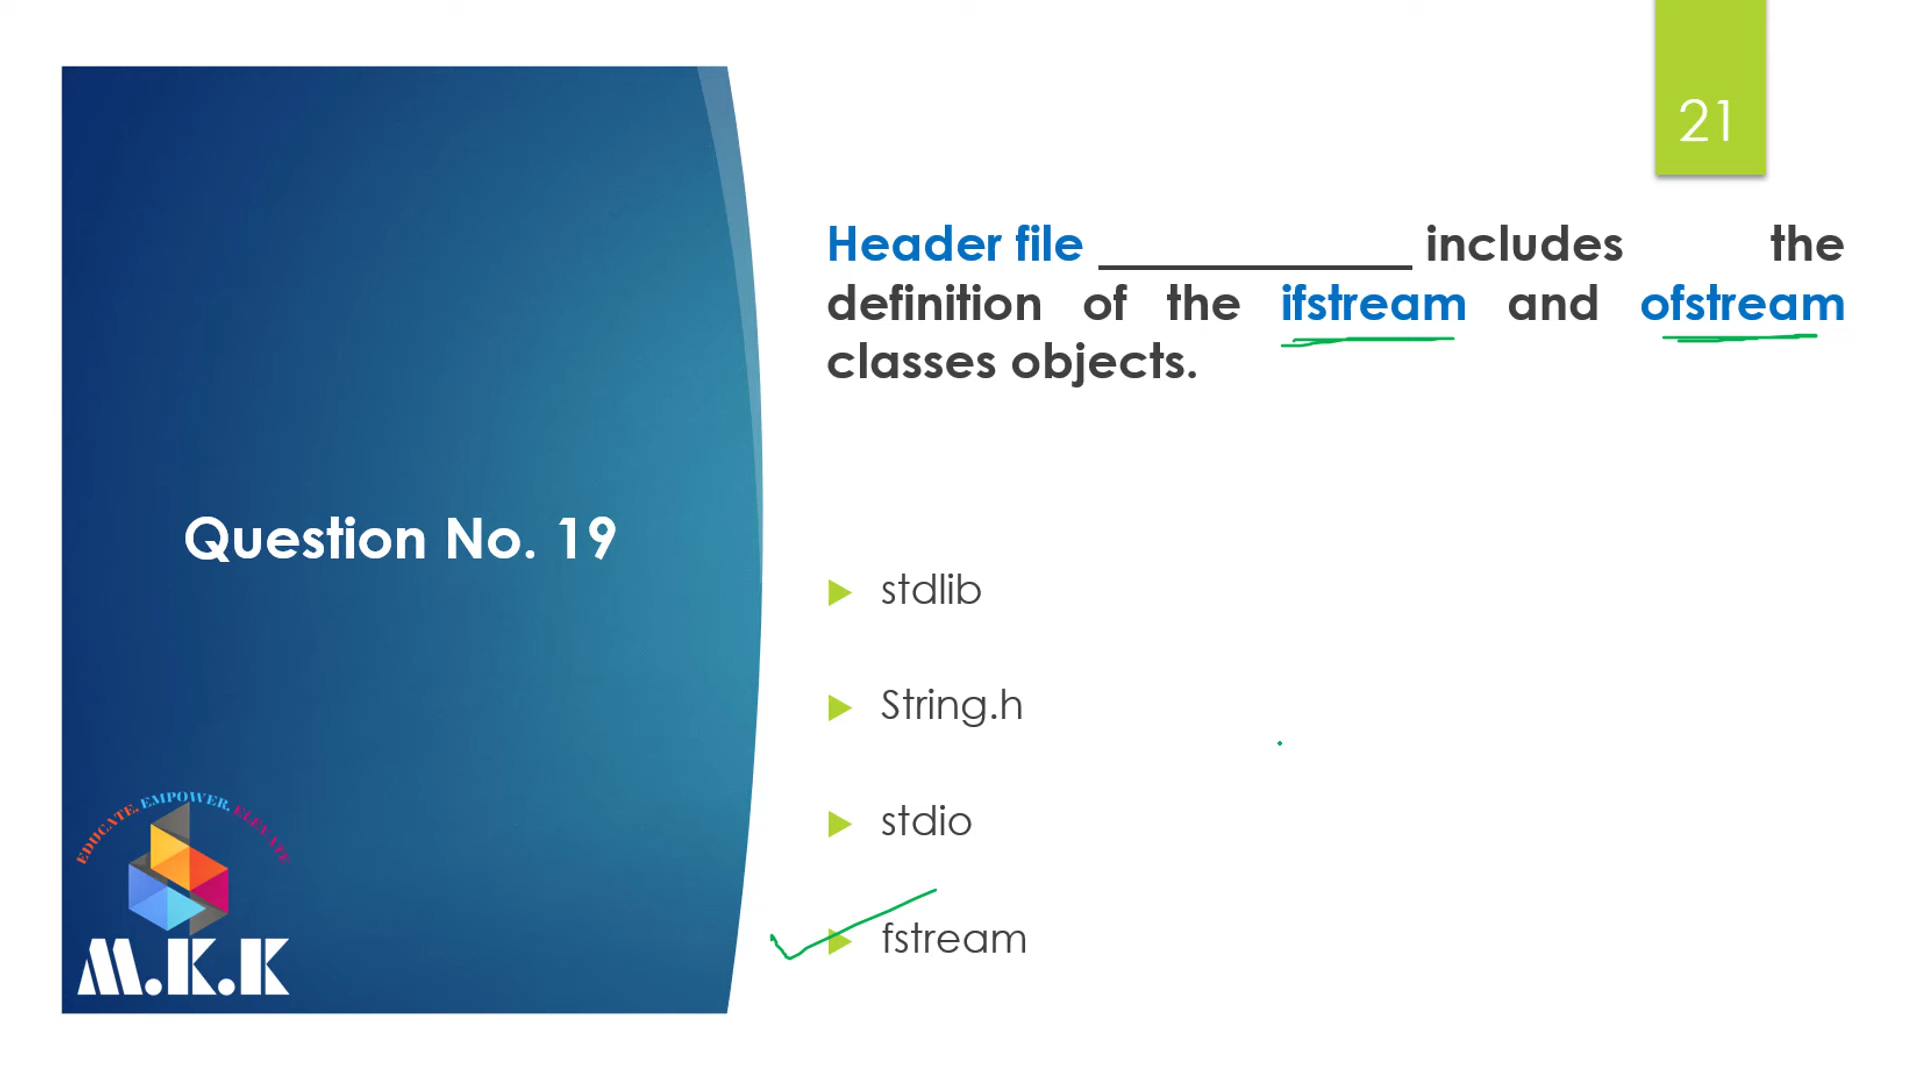 21
Header file ____________ includes the
definition of the ifstream and ofstream
classes objects.
Question No. 19
stdlib
String.h
stdio
fstream
EDUCATE. EMPOWER. ELEVATE
M.K.K